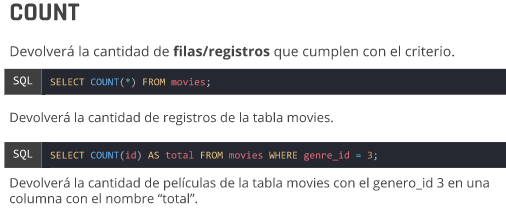 COUNT
Devolverá la cantidad de filas/registros que cumplen con el criterio.
SQL SELECT COUNT(*) FROM movies;
Devolverá la cantidad de registros de la tabla movies.
SQL SELECT COUNT(id) AS total FROM movies WHERE genre_id = 3;
Devolverá la cantidad de películas de la tabla movies con el genero_id 3 en una
columna con el nombre “total”.